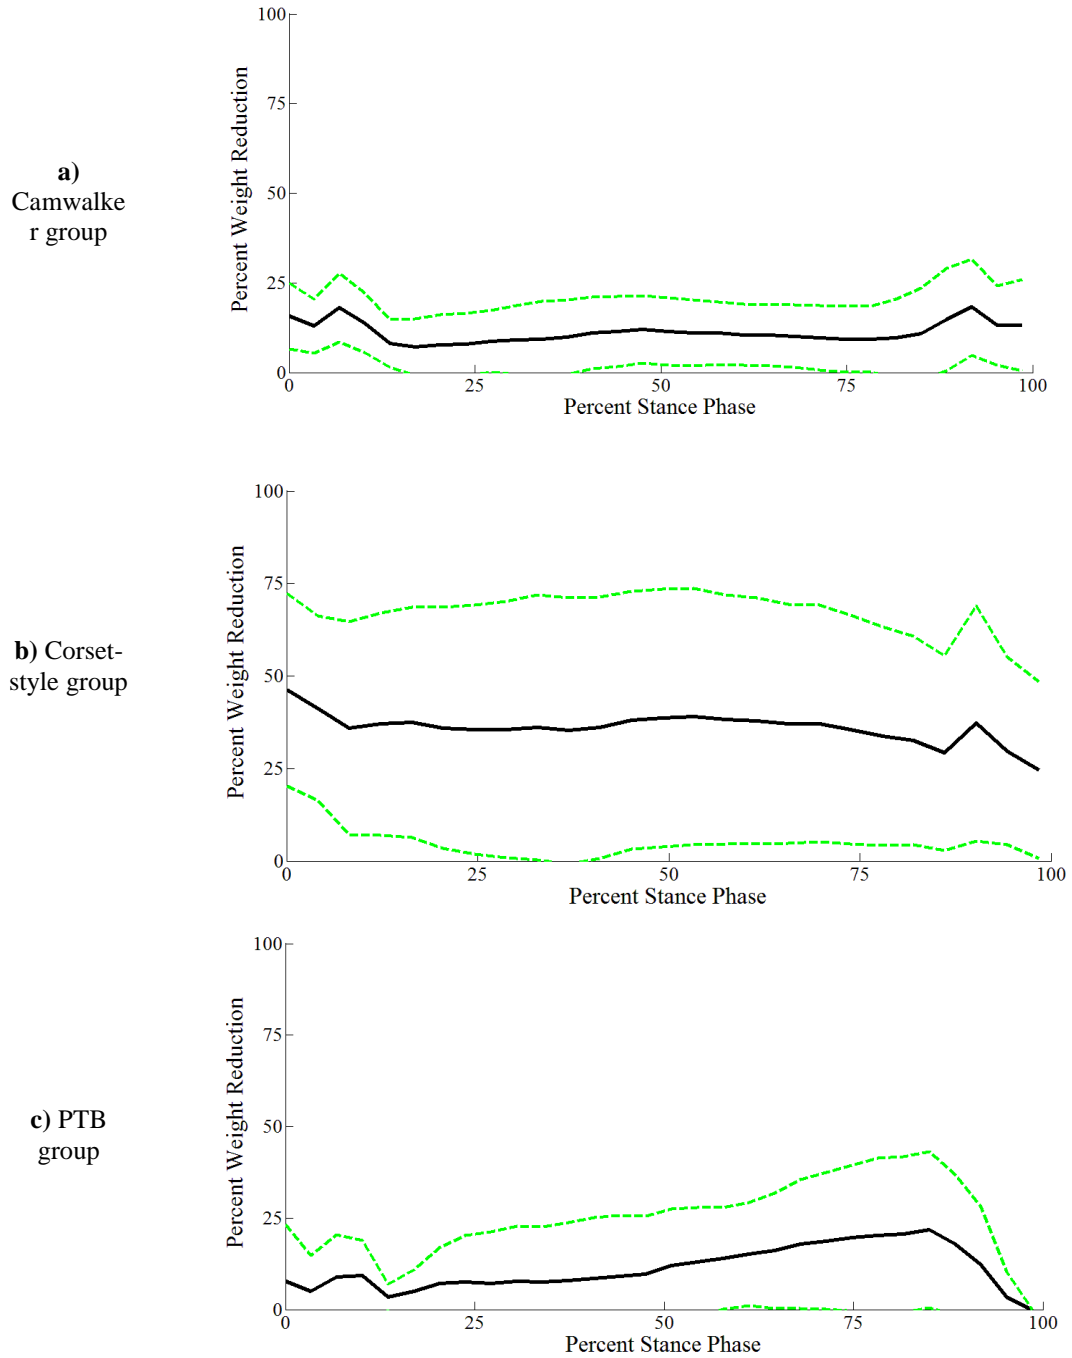 a)
Camwalke
r group
Percent Weight Reduction
100
75
50
25
0
0 25 50 75 100
Percent Stance Phase
b) Corset-
style group
Percent Weight Reduction
100
75
50
25
0
0 25 50 75 100
Percent Stance Phase
c) PTB
group
Percent Weight Reduction
100
75
50
25
0
0 25 50 75 100
Percent Stance Phase